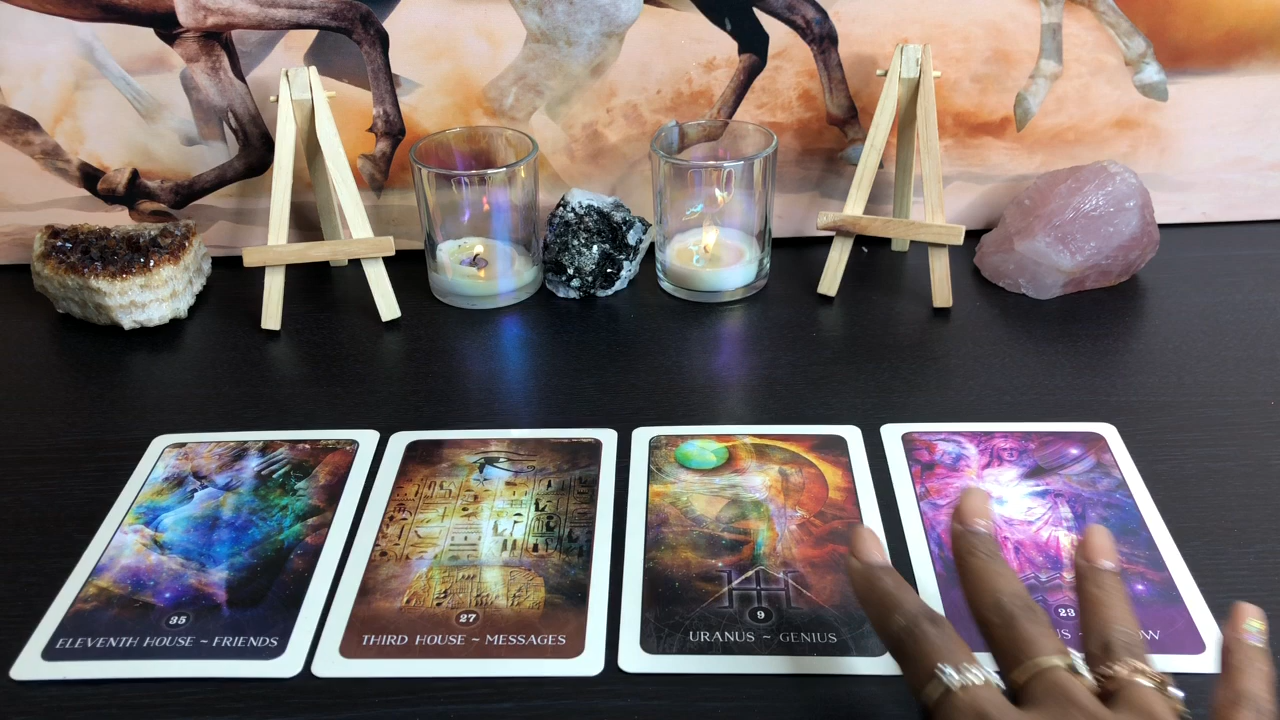 35
ELEVENTH HOUSE ~ FRIENDS
27
THIRD HOUSE ~ MESSAGES
9
URANUS ~ GENIUS
23